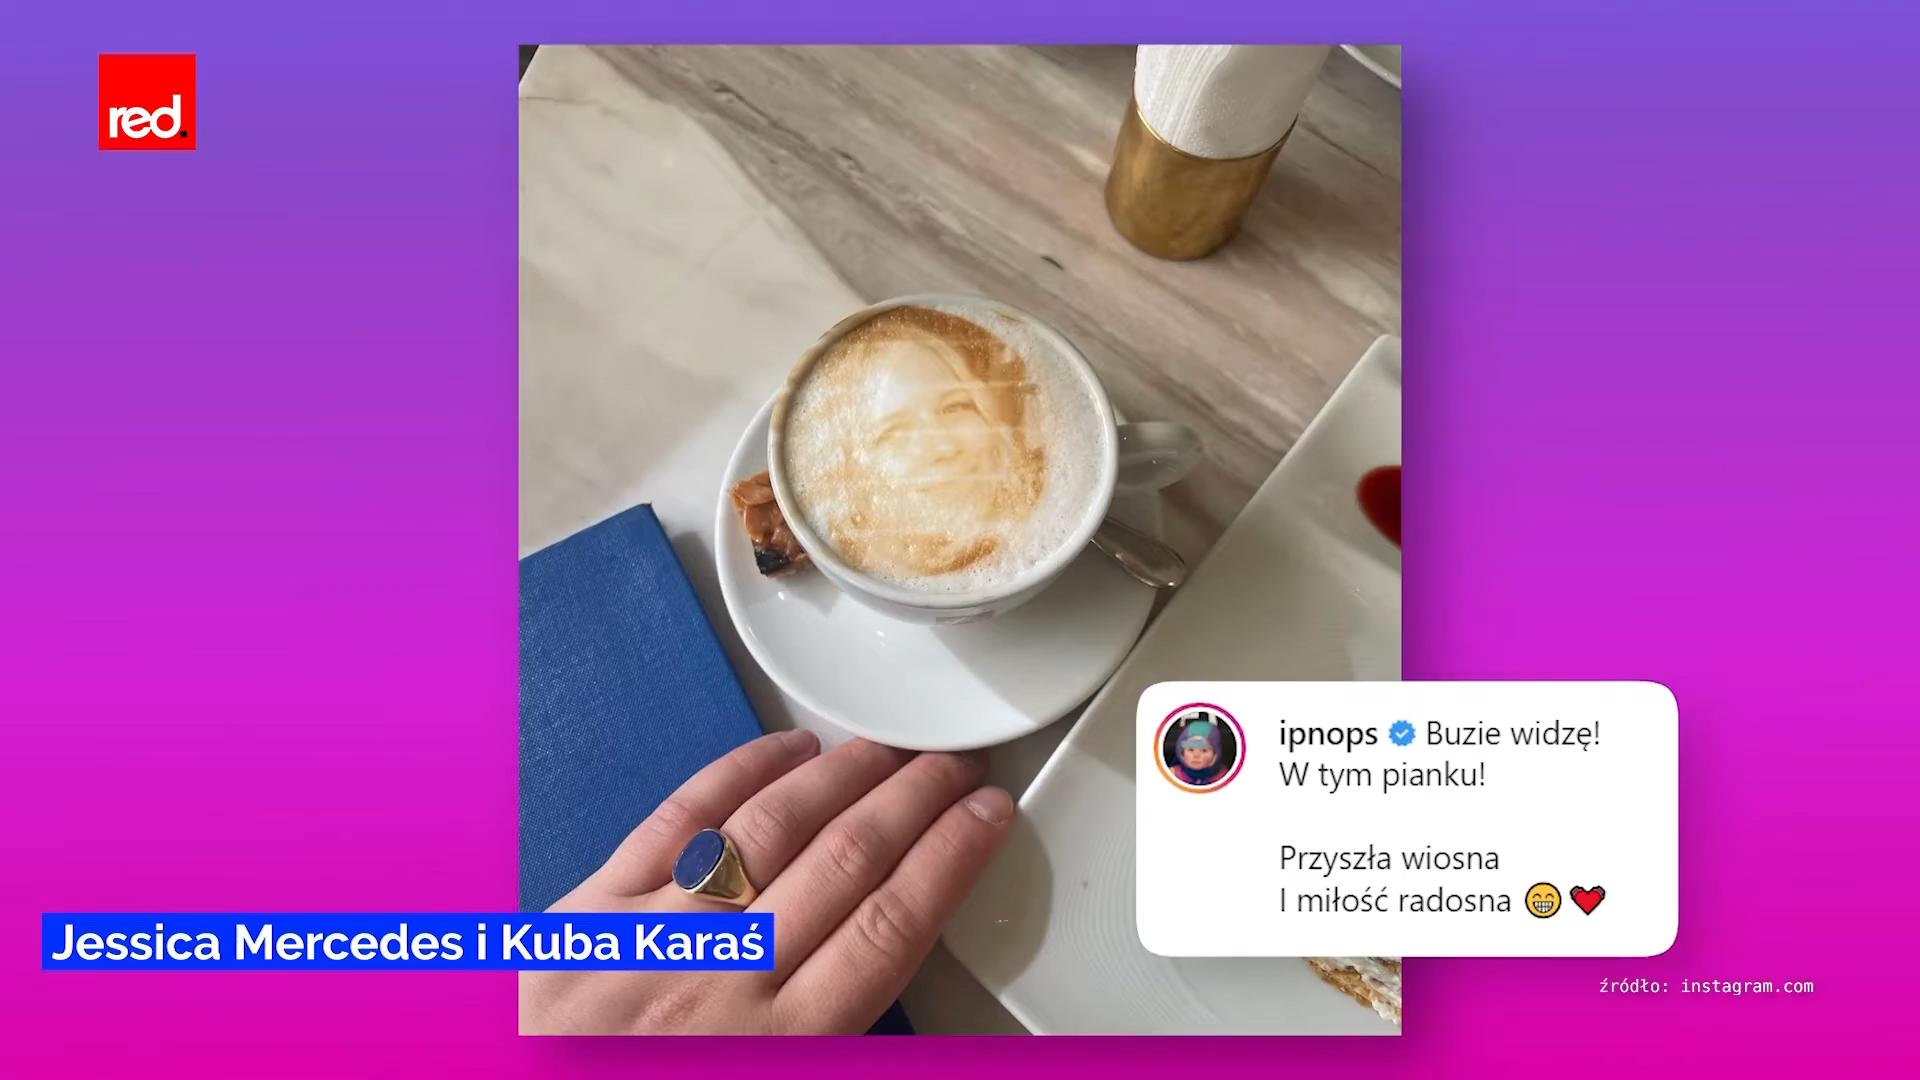 red.
ipnops Buzie widzę!
W tym pianku!
Przyszła wiosna
I miłość radosna 😁 ❤️
Jessica Mercedes i Kuba Karaś
źródło: instagram.com